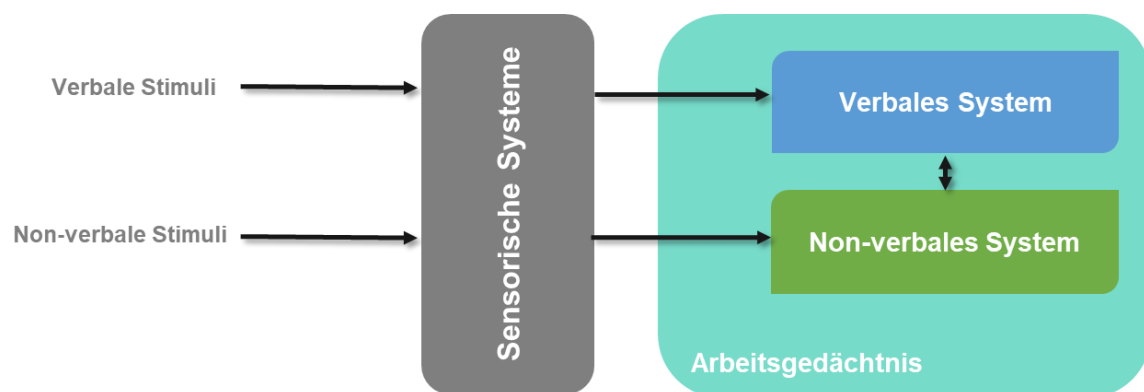 Verbale Stimuli
Non-verbale Stimuli
Sensorische Systeme
Verbales System
Non-verbales System
Arbeitsgedächtnis